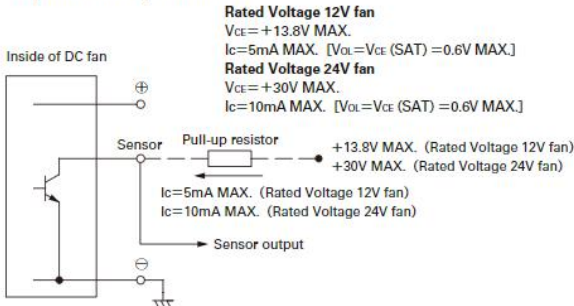 Rated Voltage 12V fan
VCE=+13.8V MAX.
Ic=5mA MAX. [VOL=VCE (SAT) =0.6V MAX.]
Rated Voltage 24V fan
VCE=+30V MAX.
Ic=10mA MAX. [VOL=VCE (SAT) =0.6V MAX.]
Inside of DC fan
⊕
Sensor
Pull-up resistor
+13.8V MAX. (Rated Voltage 12V fan)
+30V MAX. (Rated Voltage 24V fan)
Ic=5mA MAX. (Rated Voltage 12V fan)
Ic=10mA MAX. (Rated Voltage 24V fan)
Sensor output
⊖